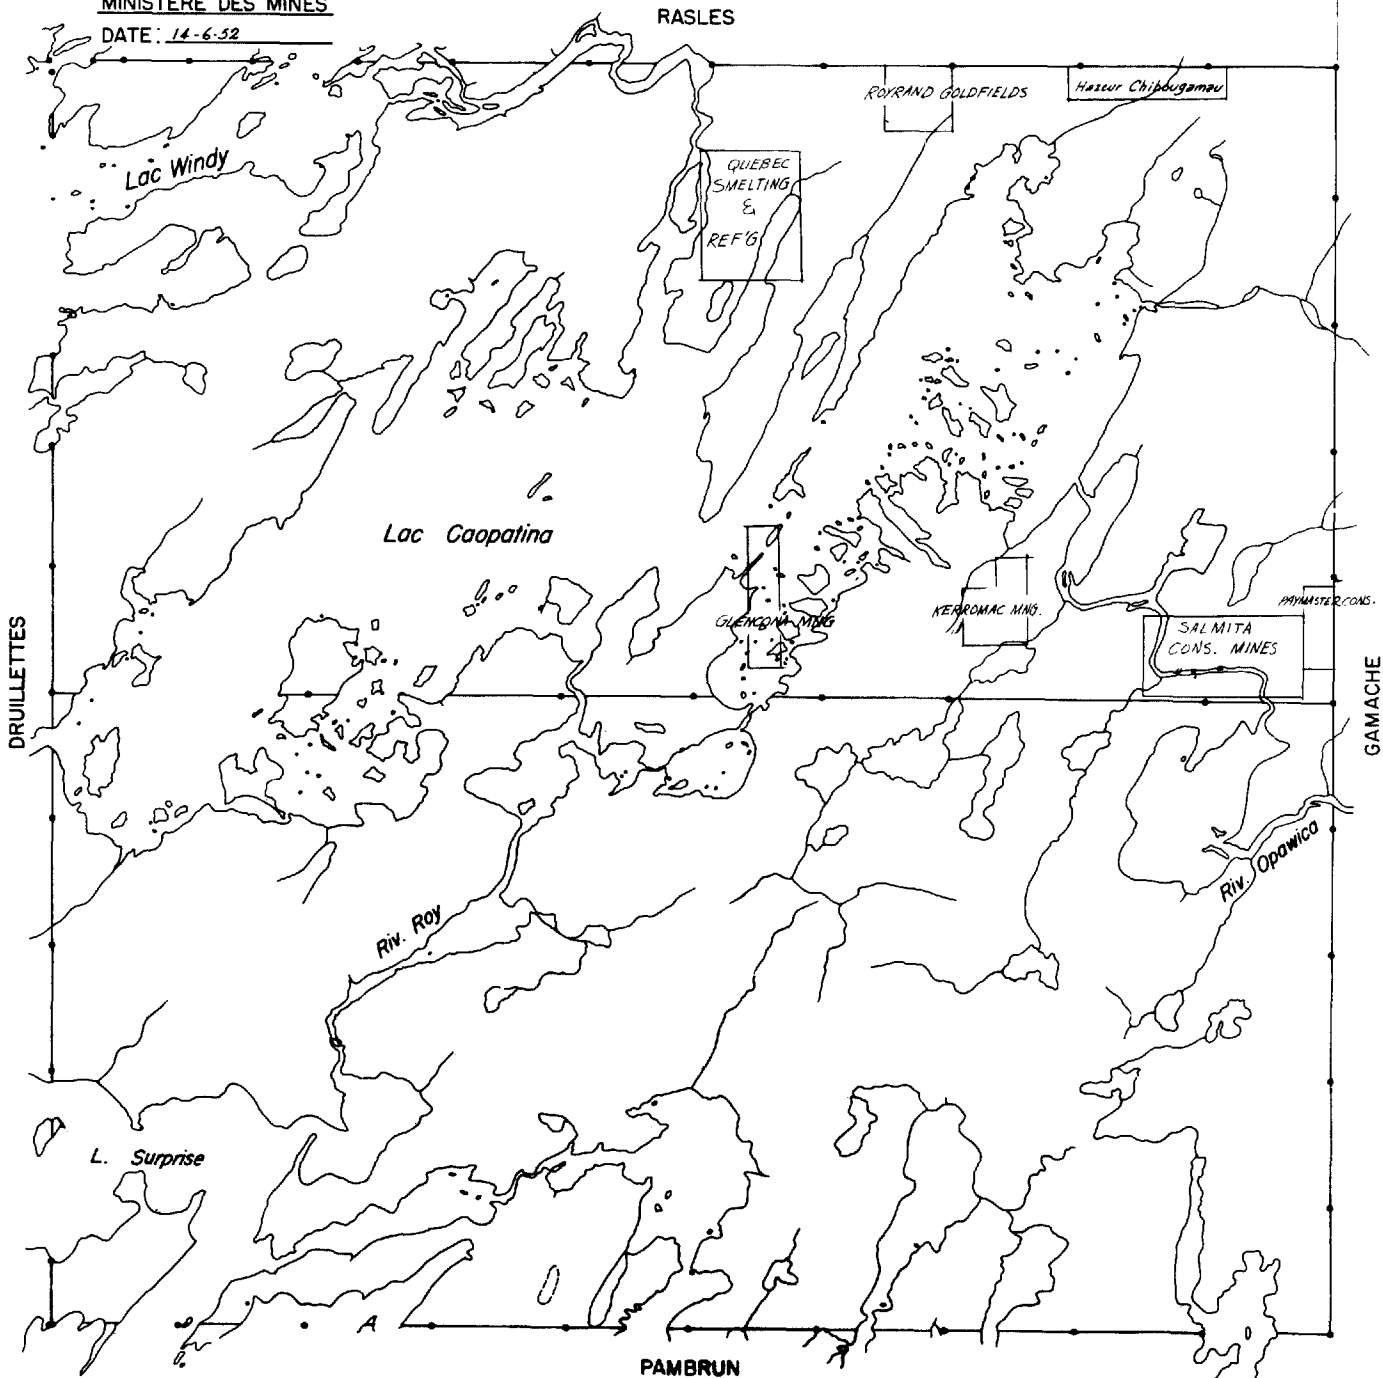 MINISTÈRE DES MINES
DATE: 14-6-52
RASLES
ROYRAND GOLDFIELDS
Hazeur Chibougamau
Lac Windy
QUEBEC
SMELTING
&
REF'G
Lac Caopatina
GLENCONA MNG
KERROMAC MNG.
PAYMASTER CONS.
SALMITA
CONS. MINES
DRUILLETTES
GAMACHE
Riv. Opawica
Riv. Roy
L. Surprise
A
PAMBRUN